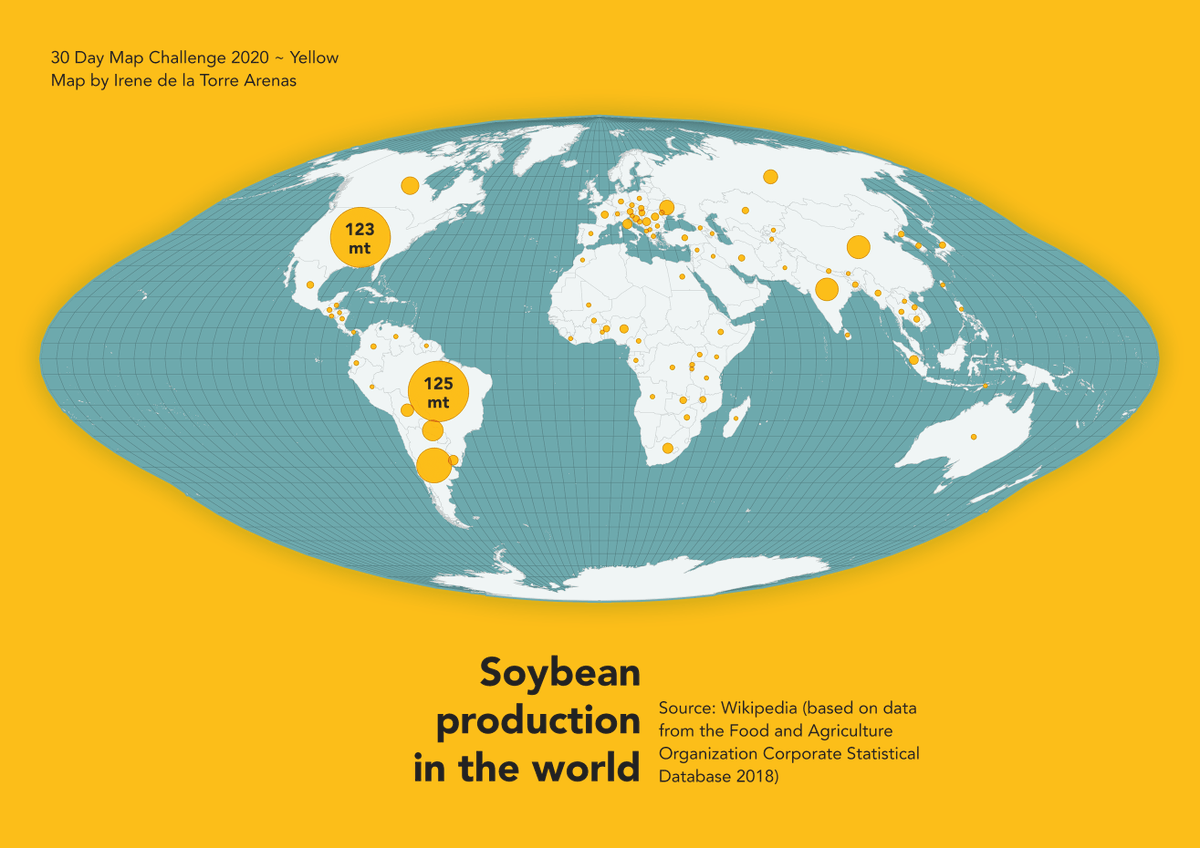 30 Day Map Challenge 2020 ~ Yellow
Map by Irene de la Torre Arenas
123
mt
125
mt
Soybean
production
in the world
Source: Wikipedia (based on data
from the Food and Agriculture
Organization Corporate Statistical
Database 2018)